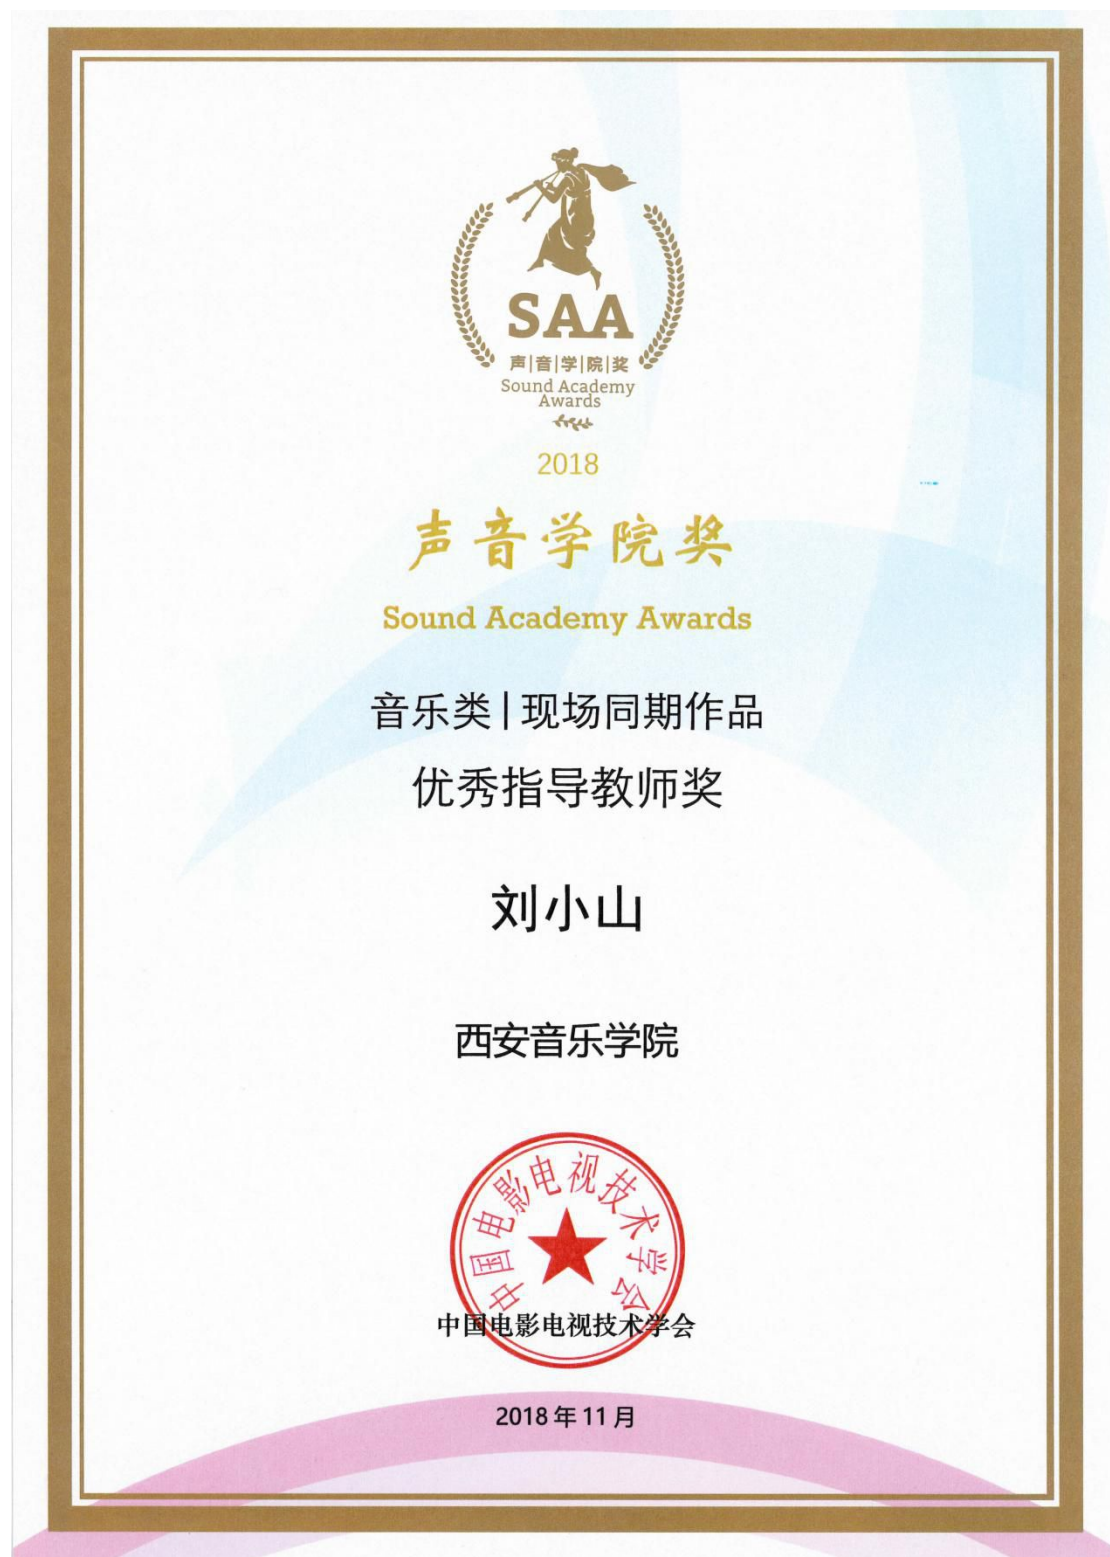 SAA
声|音|学|院|奖
Sound Academy
Awards
2018
声音学院奖
Sound Academy Awards
音乐类|现场同期作品
优秀指导教师奖
刘小山
西安音乐学院
中国电影电视技术学会
中国电影电视技术学会
2018年11月